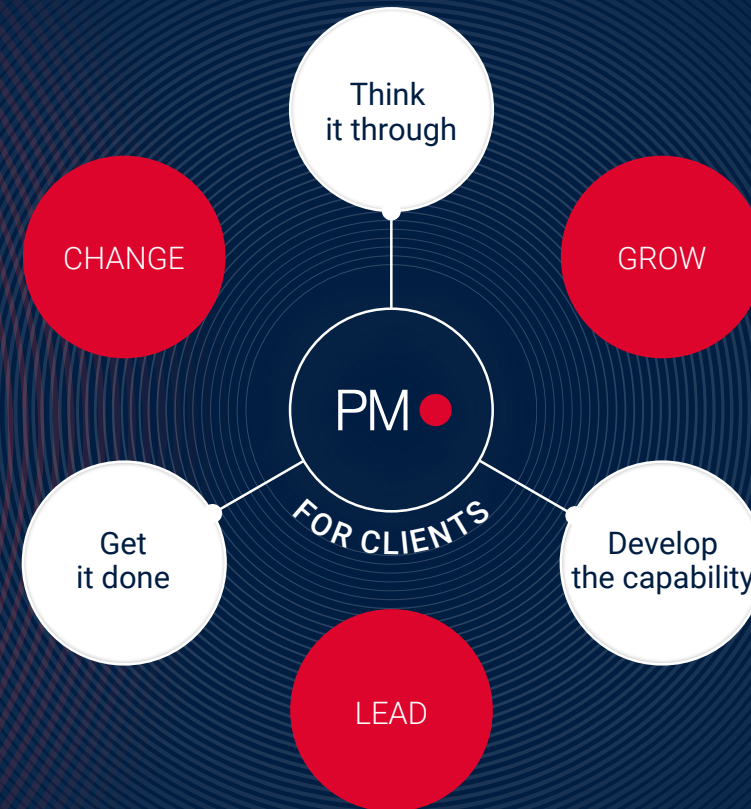 Think
it through
CHANGE
GROW
PM
FOR CLIENTS
Get
it done
Develop
the capability
LEAD